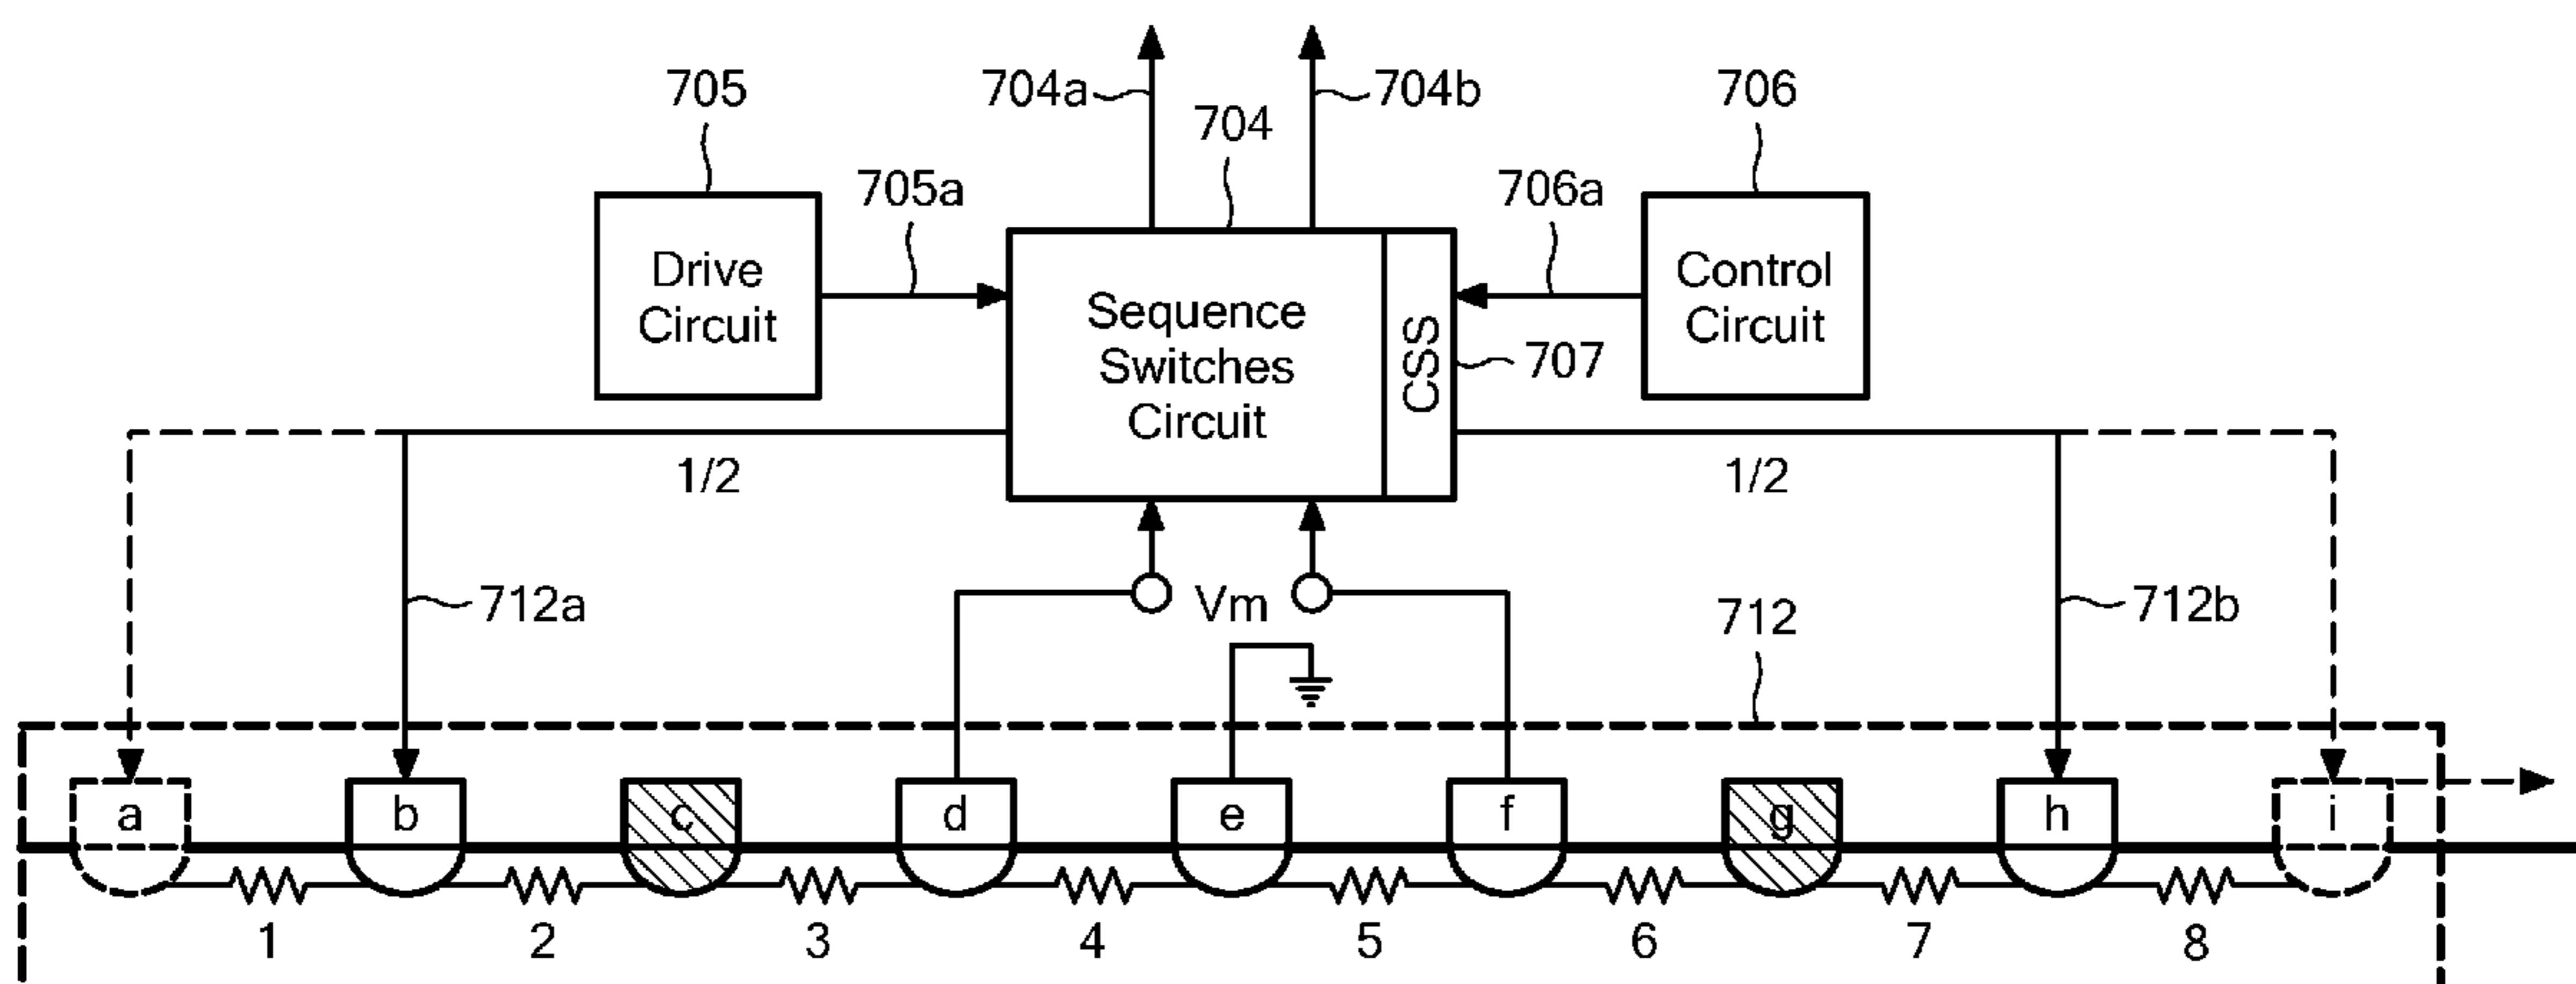 705
704a
704b
706
704
705a
706a
Drive
Circuit
Sequence
Switches
Circuit
CSS
Control
Circuit
707
1/2
1/2
712a
Vm
712
712b
a
b
c
d
e
f
g
h
i
1
2
3
4
5
6
7
8